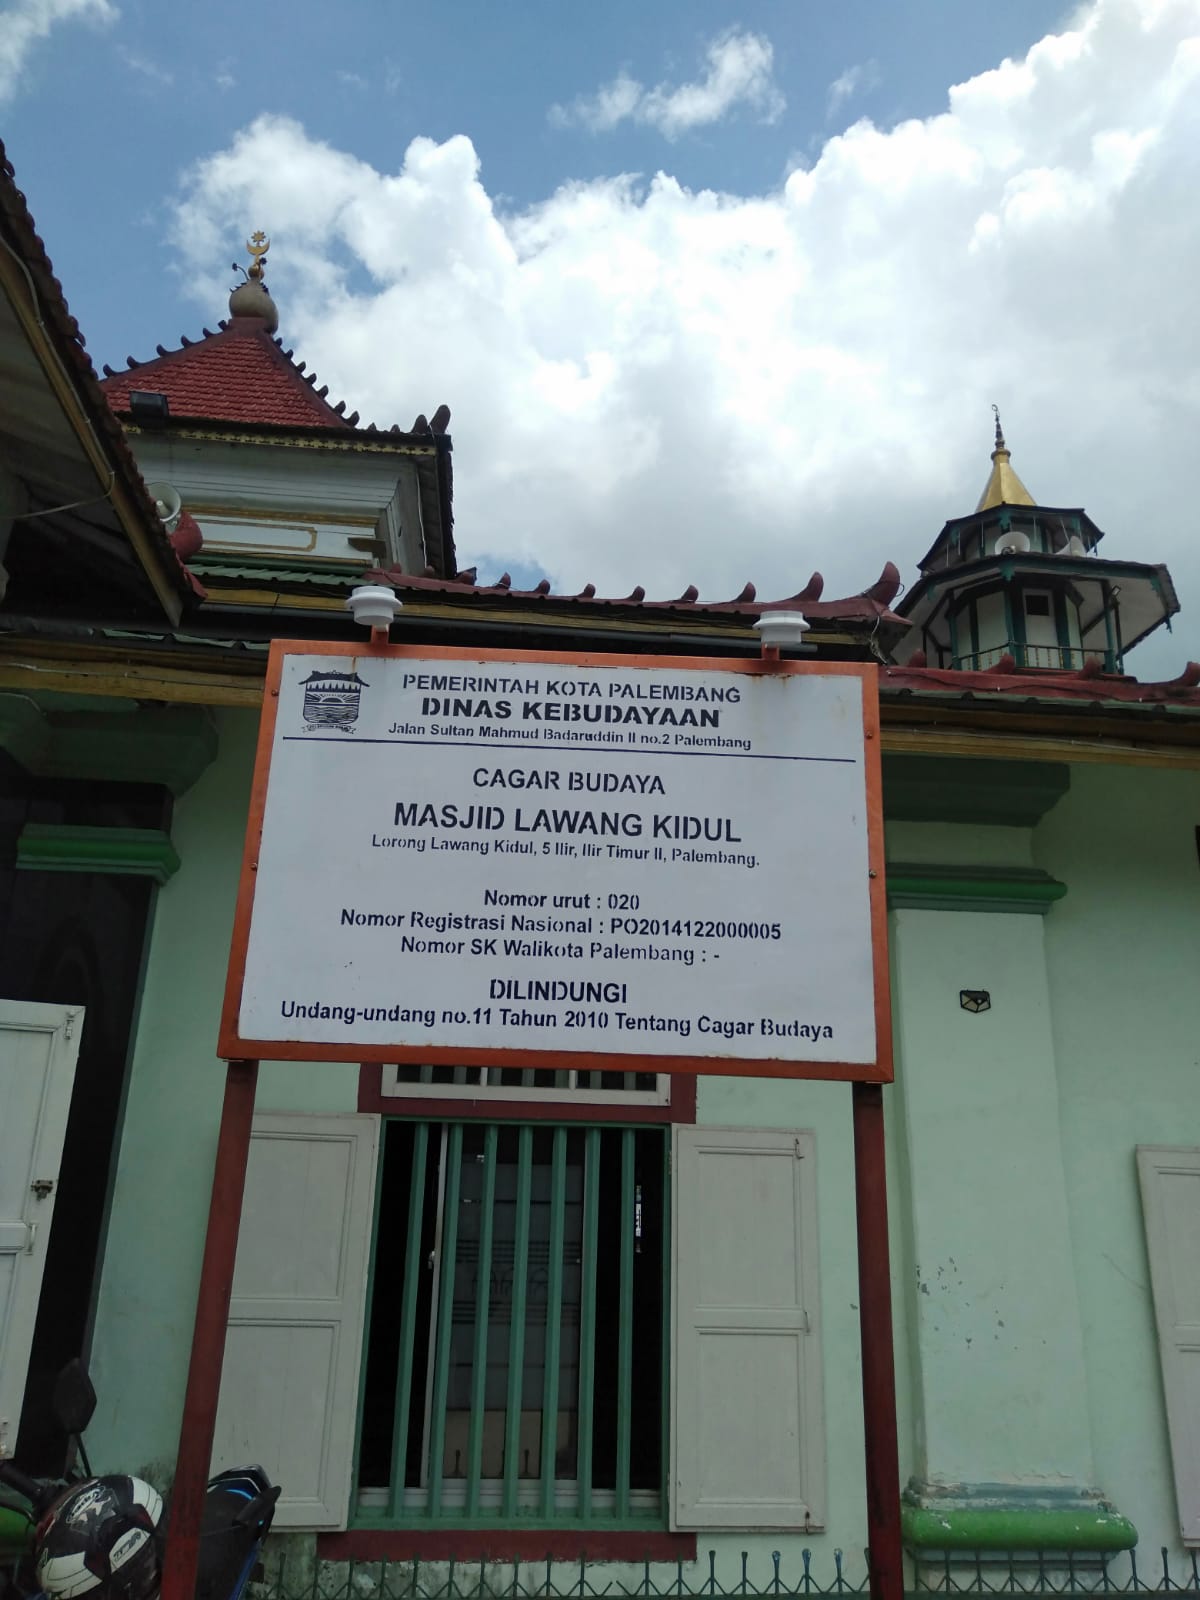 PEMERINTAH KOTA PALEMBANG
DINAS KEBUDAYAAN
Jalan Sultan Mahmud Badaruddin II no.2 Palembang
CAGAR BUDAYA
MASJID LAWANG KIDUL
Lorong Lawang Kidul, 5 Ilir, Ilir Timur II, Palembang.
Nomor urut : 020
Nomor Registrasi Nasional : PO2014122000005
Nomor SK Walikota Palembang : -
DILINDUNGI
Undang-undang no.11 Tahun 2010 Tentang Cagar Budaya